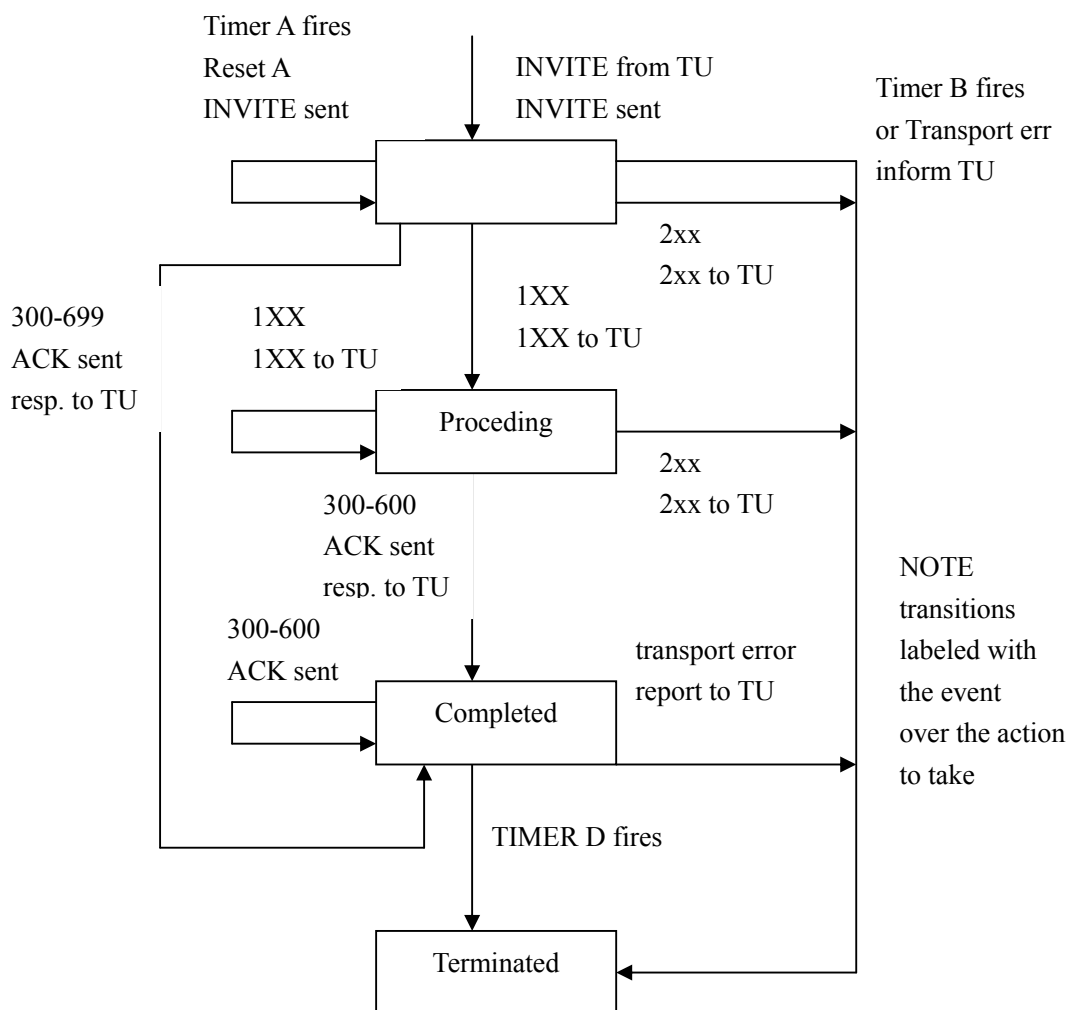 Timer A fires
Reset A
INVITE sent
INVITE from TU
INVITE sent
Timer B fires
or Transport err
inform TU
2xx
2xx to TU
300-699
ACK sent
resp. to TU
1XX
1XX to TU
1XX
1XX to TU
Proceding
2xx
2xx to TU
300-600
ACK sent
resp. to TU
NOTE
transitions
labeled with
the event
over the action
to take
300-600
ACK sent
transport error
report to TU
Completed
TIMER D fires
Terminated